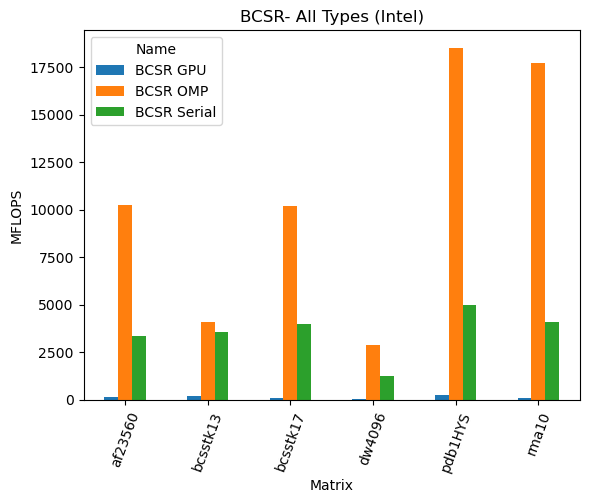 BCSR- All Types (Intel)
Name
BCSR GPU
BCSR OMP
BCSR Serial
MFLOPS
17500
15000
12500
10000
7500
5000
2500
0
af23560
bcsstk13
bcsstk17
dw4096
pdb1HYS
rma10
Matrix